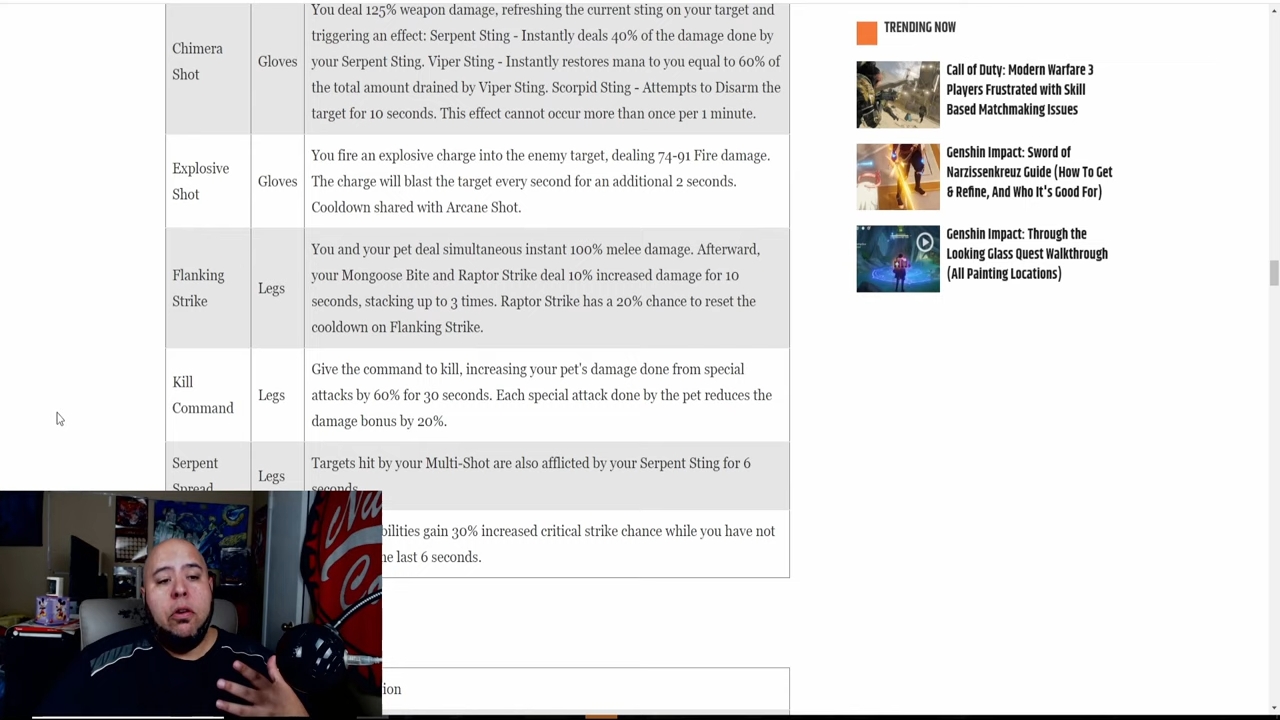 You deal 125% weapon damage, refreshing the current sting on your target and
triggering an effect: Serpent Sting - Instantly deals 40% of the damage done by
your Serpent Sting. Viper Sting - Instantly restores mana to you equal to 60% of
the total amount drained by Viper Sting. Scorpid Sting - Attempts to Disarm the
target for 10 seconds. This effect cannot occur more than once per 1 minute.
Chimera
Shot
Gloves
Explosive
Shot
Gloves
You fire an explosive charge into the enemy target, dealing 74-91 Fire damage.
The charge will blast the target every second for an additional 2 seconds.
Cooldown shared with Arcane Shot.
Flanking
Strike
Legs
You and your pet deal simutanous instant 100% melee damage. Afterward,
your Mongoose Bite and Raptor Strike deal 10% increased damage for 10
seconds, stacking up to 3 times. Raptor Strike has a 20% chance to reset the
cooldown on Flanking Strike.
Kill
Command
Legs
Give the command to kill, increasing your pet's damage done from special
attacks by 60% for 30 seconds. Each special attack done by the pet reduces the
damage bonus by 20%.
Serpent
Spread
Legs
Targets hit by your Multi-Shot are also afflicted by your Serpent Sting for 6
seconds.
bilities gain 30% increased critical strike chance while you have not
he last 6 seconds.
ion
TRENDING NOW
Call of Duty: Modern Warfare 3
Players Frustrated with Skill
Based Matchmaking Issues
Genshin Impact: Sword of
Narzissenkreuz Guide (How To Get
& Refine, And Who It's Good For)
Genshin Impact: Through the
Looking Glass Quest Walkthrough
(All Painting Locations)